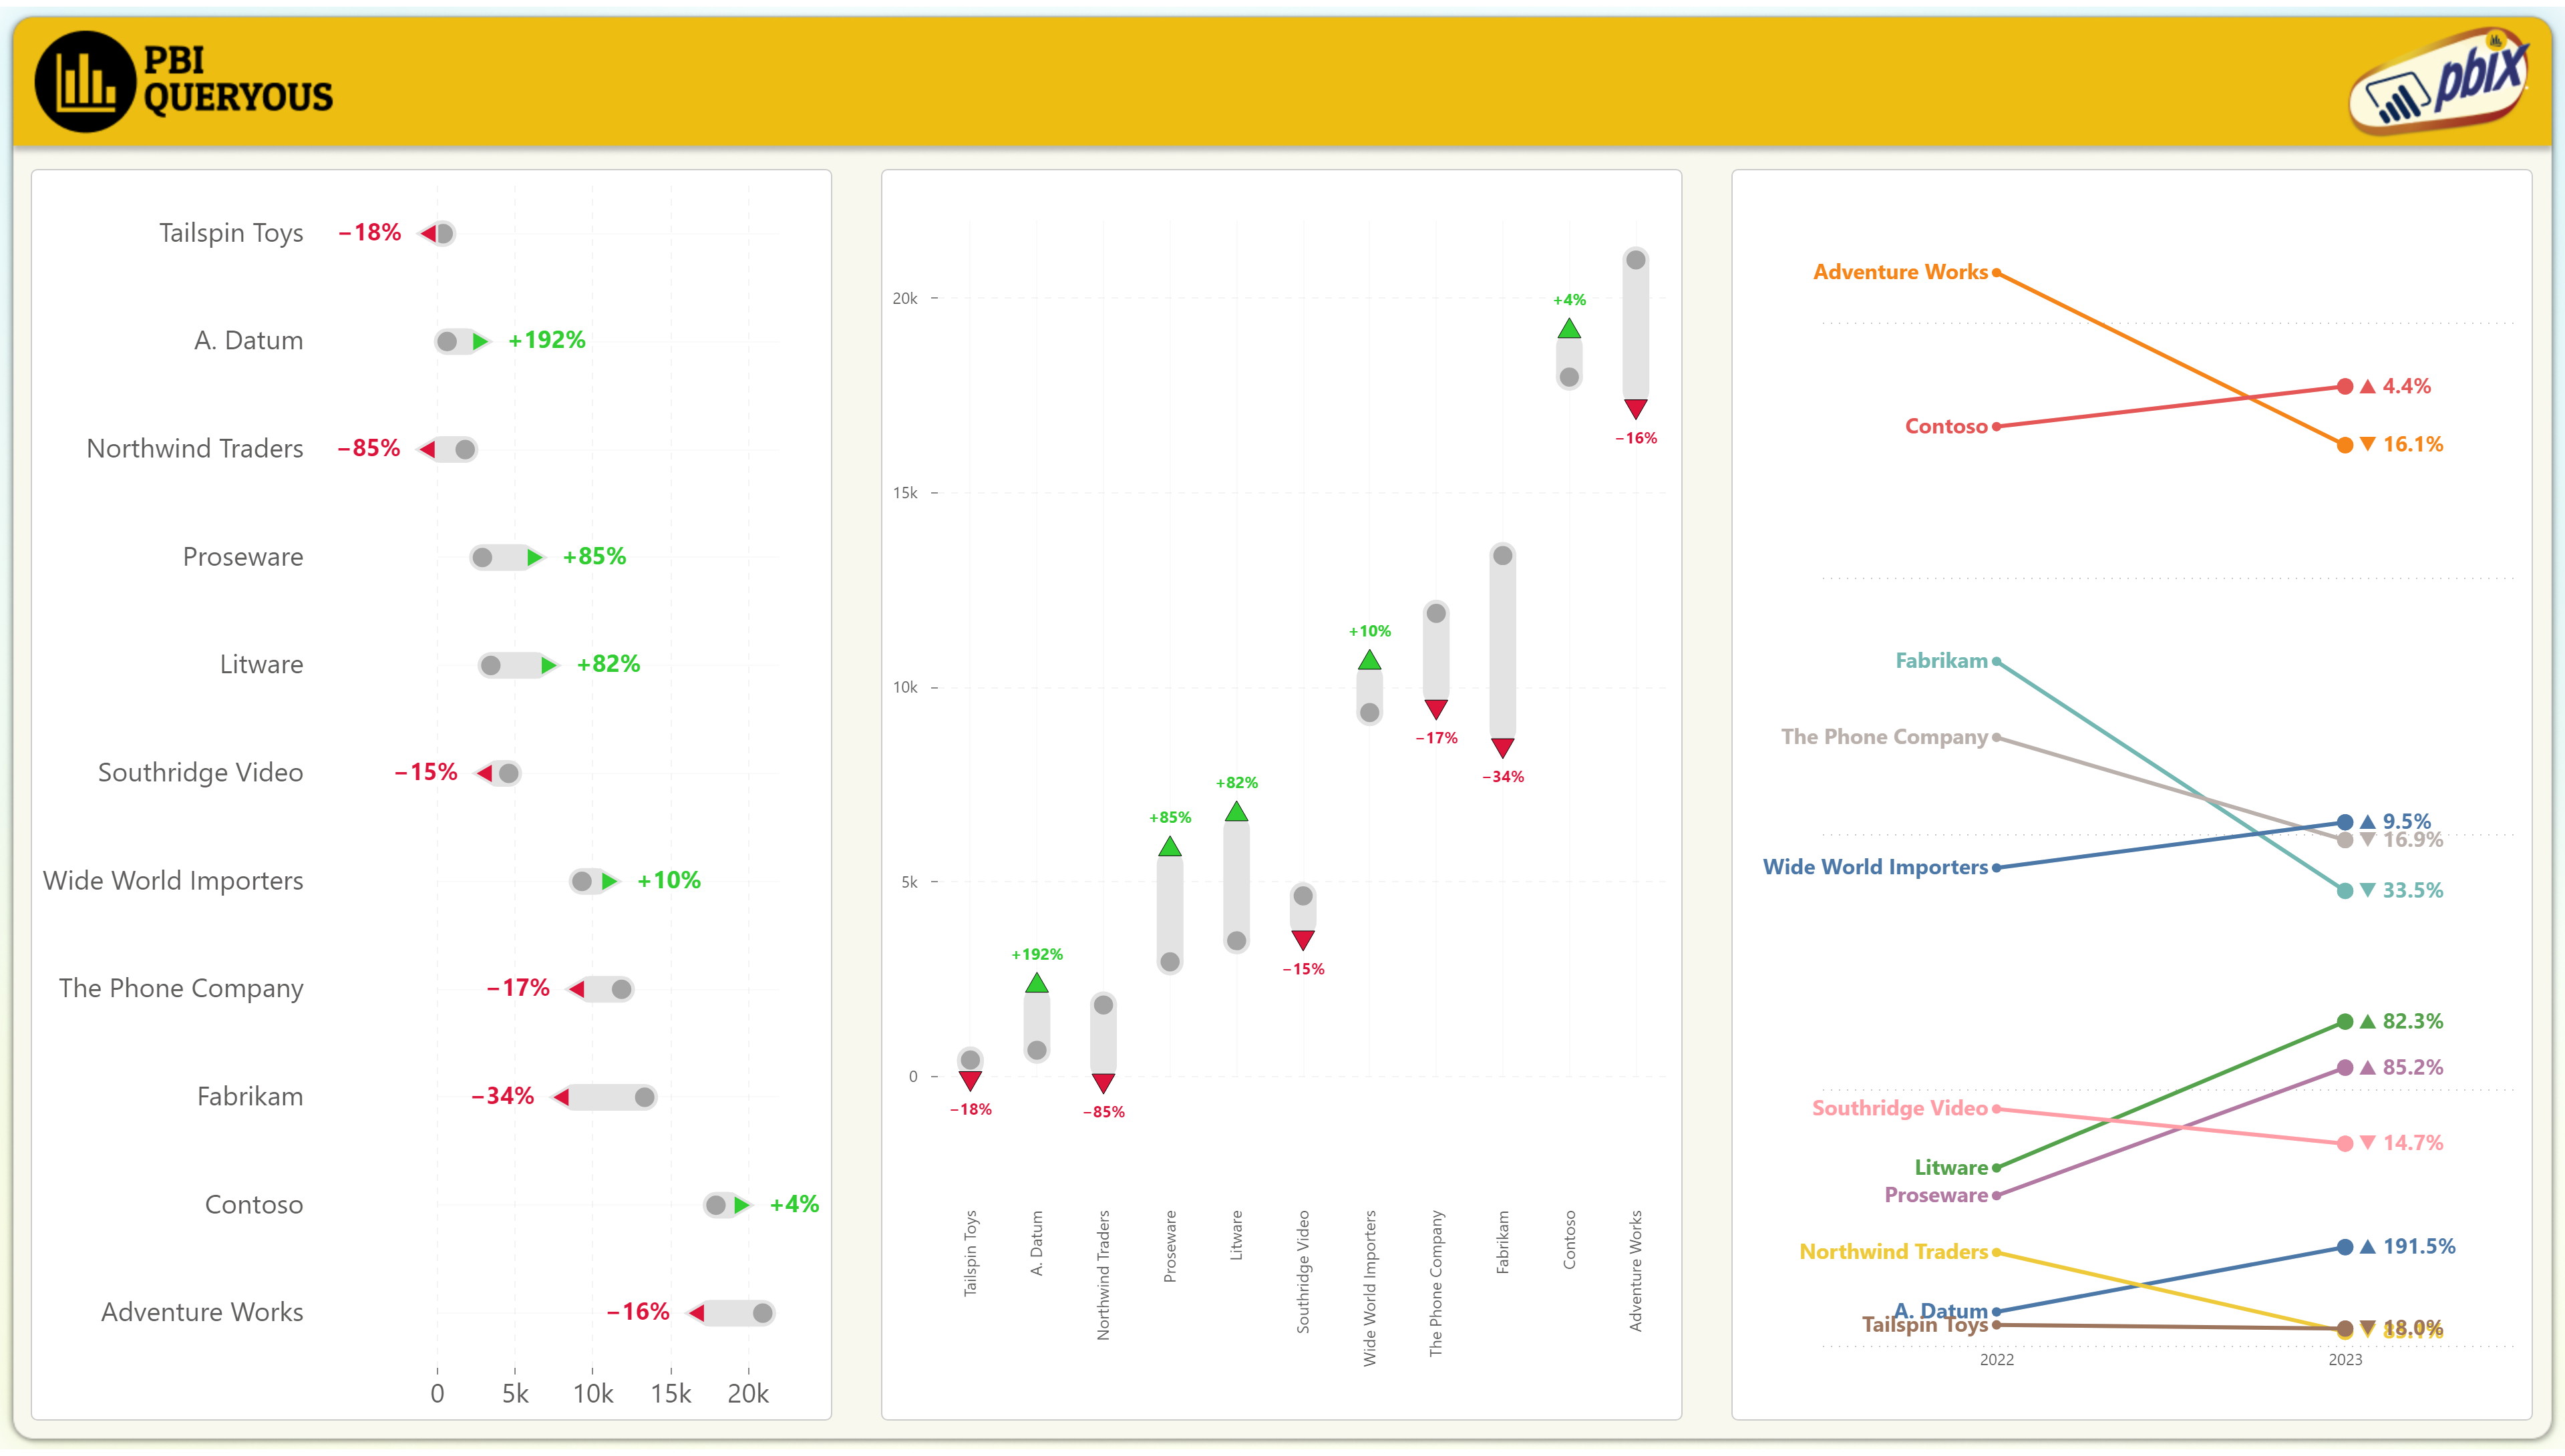 PBI
QUERYOUS
pbix
Tailspin Toys
−18%
A. Datum
+192%
Northwind Traders
−85%
Proseware
+85%
Litware
+82%
Southridge Video
−15%
Wide World Importers
+10%
The Phone Company
−17%
Fabrikam
−34%
Contoso
+4%
Adventure Works
−16%
0 5k 10k 15k 20k
20k
15k
10k
5k
0
−18%
+192%
−85%
+85%
+82%
−15%
+10%
−17%
−34%
+4%
−16%
Tailspin Toys
A. Datum
Northwind Traders
Proseware
Litware
Southridge Video
Wide World Importers
The Phone Company
Fabrikam
Contoso
Adventure Works
Adventure Works
▲ 4.4%
Contoso
▼ 16.1%
Fabrikam
The Phone Company
▲ 9.5%
▼ 16.9%
Wide World Importers
▼ 33.5%
▲ 82.3%
▲ 85.2%
Southridge Video
▼ 14.7%
Litware
Proseware
Northwind Traders
▲ 191.5%
A. Datum
Tailspin Toys
▼ 18.0%
2022 2023